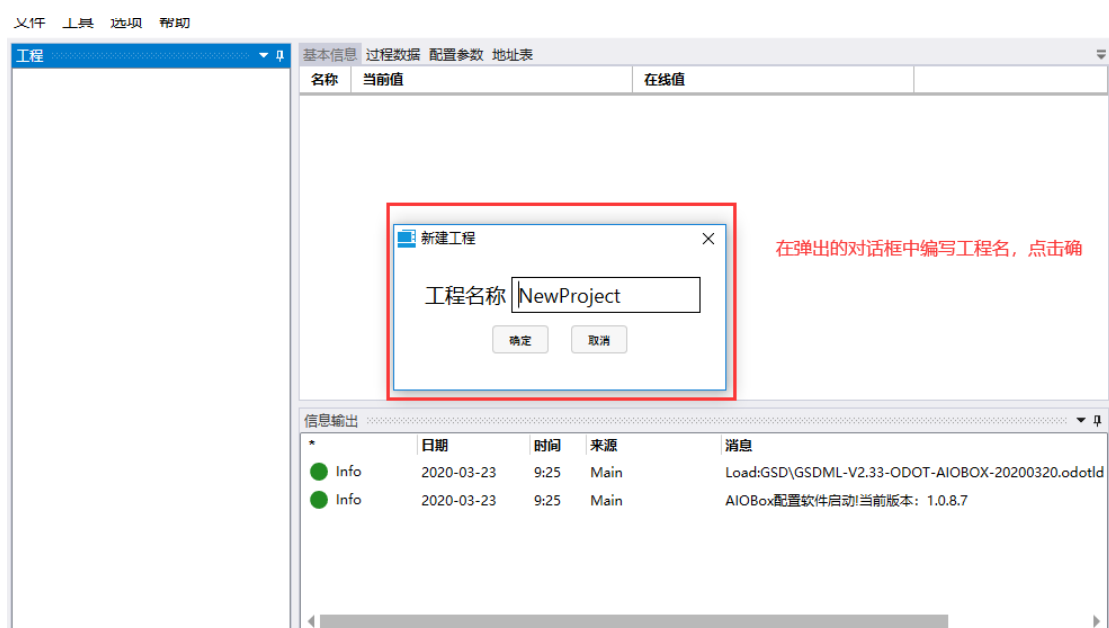 文件 工具 选项 帮助
工程
基本信息 过程数据 配置参数 地址表
名称 当前值 在线值
新建工程
在弹出的对话框中编写工程名，点击确
工程名称 NewProject
确定 取消
信息输出
* 日期 时间 来源 消息
Info 2020-03-23 9:25 Main Load:GSD\GSDML-V2.33-ODOT-AIOBOX-20200320.odotld
Info 2020-03-23 9:25 Main AIOBox配置软件启动!当前版本：1.0.8.7